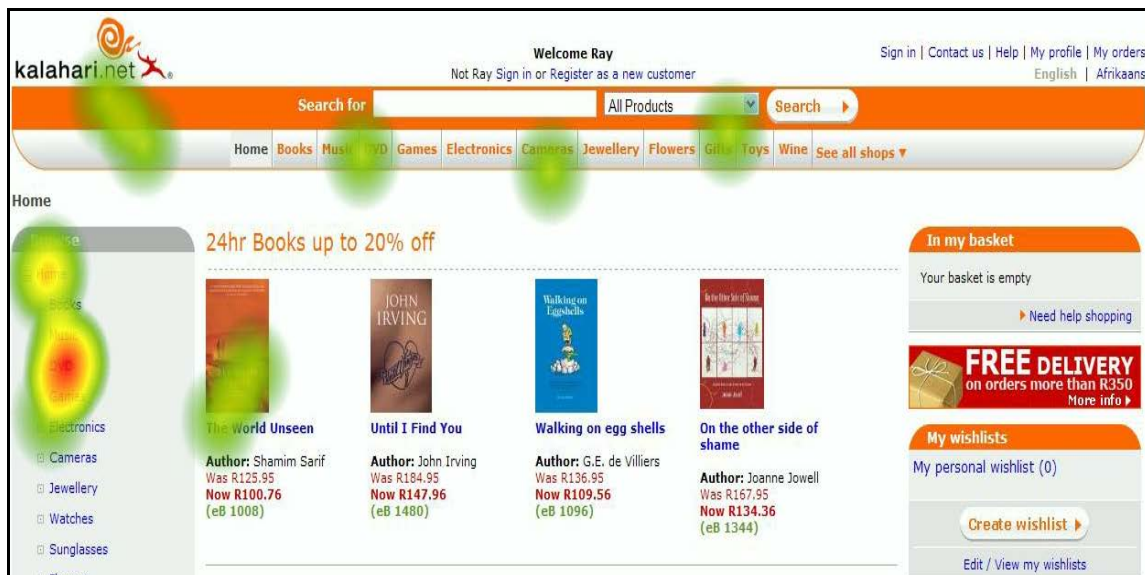 kalahari.net
Welcome Ray
Not Ray Sign in or Register as a new customer
Sign in | Contact us | Help | My profile | My orders
English | Afrikaans
Search for
All Products
Search
Home Books Music DVD Games Electronics Cameras Jewellery Flowers Gifts Toys Wine See all shops
Home
Browse
Home
Books
Music
DVD
Games
Electronics
Cameras
Jewellery
Watches
Sunglasses
24hr Books up to 20% off
JOHN IRVING
Walking on
Eggshells
On the Other Side of Shame
The World Unseen
Author: Shamim Sarif
Was R125.95
Now R100.76
(eB 1008)
Until I Find You
Author: John Irving
Was R184.95
Now R147.96
(eB 1480)
Walking on egg shells
Author: G.E. de Villiers
Was R136.95
Now R109.56
(eB 1096)
On the other side of
shame
Author: Joanne Jowell
Was R167.95
Now R134.36
(eB 1344)
In my basket
Your basket is empty
Need help shopping
FREE DELIVERY
on orders more than R350
More info
My wishlists
My personal wishlist (0)
Create wishlist
Edit / View my wishlists